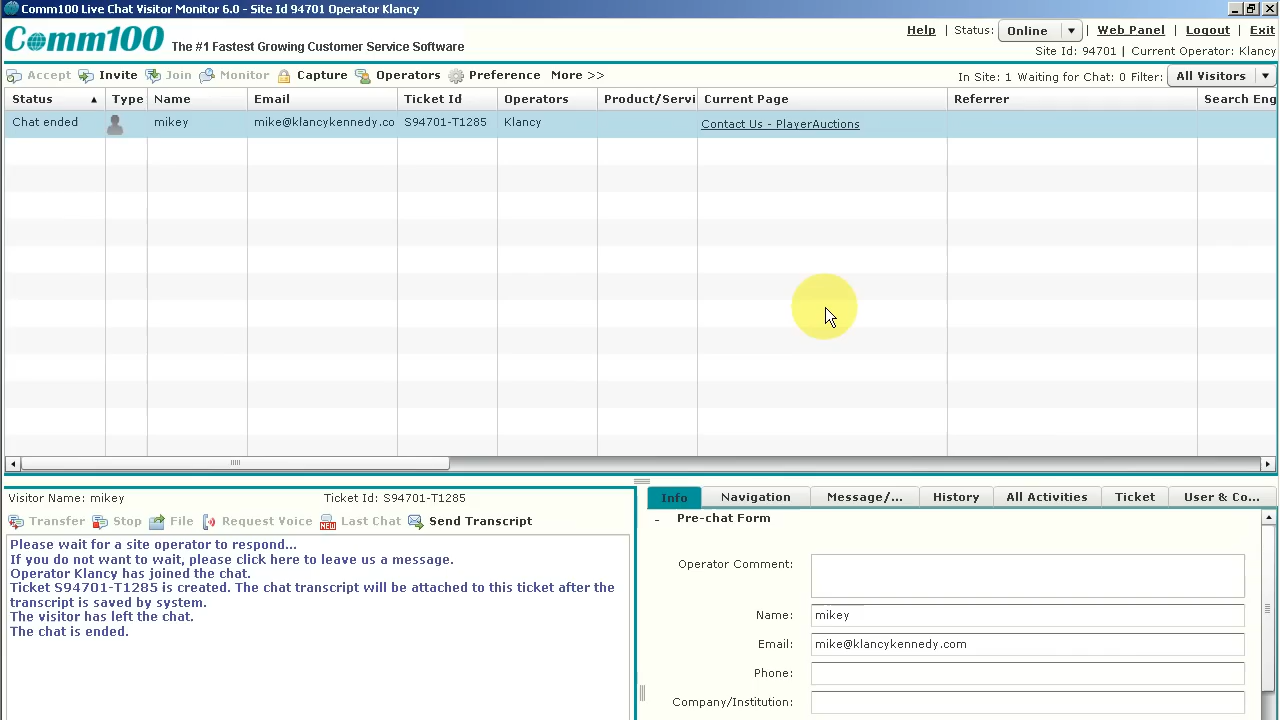 Comm100 Live Chat Visitor Monitor 6.0 - Site Id 94701 Operator Klancy
Comm100 The #1 Fastest Growing Customer Service Software
Help | Status: Online | Web Panel | Logout | Exit
Site Id: 94701 | Current Operator: Klancy
Accept Invite Join Monitor Capture Operators Preference More >> In Site: 1 Waiting for Chat: 0 Filter: All Visitors
Status Type Name Email Ticket Id Operators Product/Servi Current Page Referrer Search Eng
Chat ended mikey mike@klancykennedy.co S94701-T1285 Klancy Contact Us - PlayerAuctions
Visitor Name: mikey Ticket Id: S94701-T1285
Transfer Stop File Request Voice Last Chat Send Transcript
Please wait for a site operator to respond...
If you do not want to wait, please click here to leave us a message.
Operator Klancy has joined the chat.
Ticket S94701-T1285 is created. The chat transcript will be attached to this ticket after the
transcript is saved by system.
The visitor has left the chat.
The chat is ended.
Info Navigation Message/... History All Activities Ticket User & Co...
- Pre-chat Form
Operator Comment:
Name: mikey
Email: mike@klancykennedy.com
Phone:
Company/Institution: